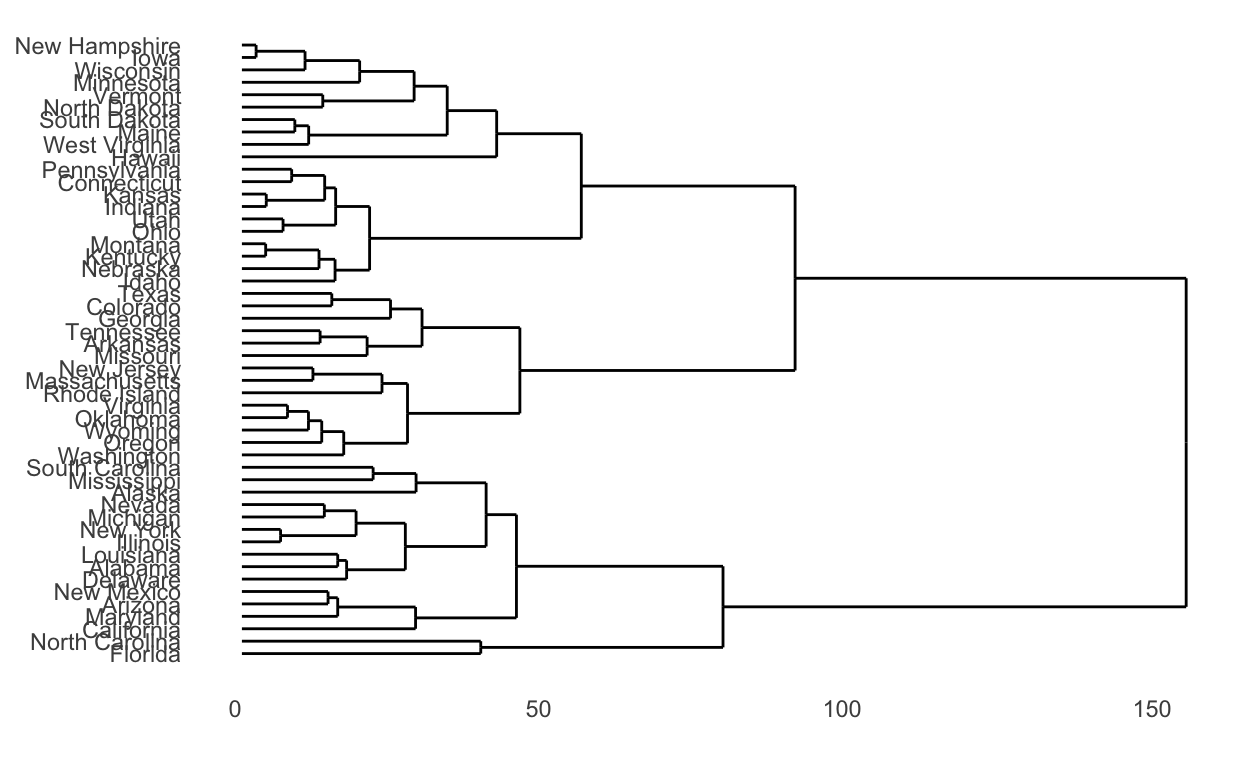 New Hampshire
Iowa
Wisconsin
Minnesota
Vermont
North Dakota
South Dakota
Maine
West Virginia
Hawaii
Pennsylvania
Connecticut
Kansas
Indiana
Utah
Ohio
Montana
Kentucky
Nebraska
Idaho
Texas
Colorado
Georgia
Tennessee
Arkansas
Missouri
New Jersey
Massachusetts
Rhode Island
Virginia
Oklahoma
Wyoming
Oregon
Washington
South Carolina
Mississippi
Alaska
Nevada
Michigan
New York
Illinois
Louisiana
Alabama
Delaware
New Mexico
Arizona
Maryland
California
North Carolina
Florida
0 50 100 150